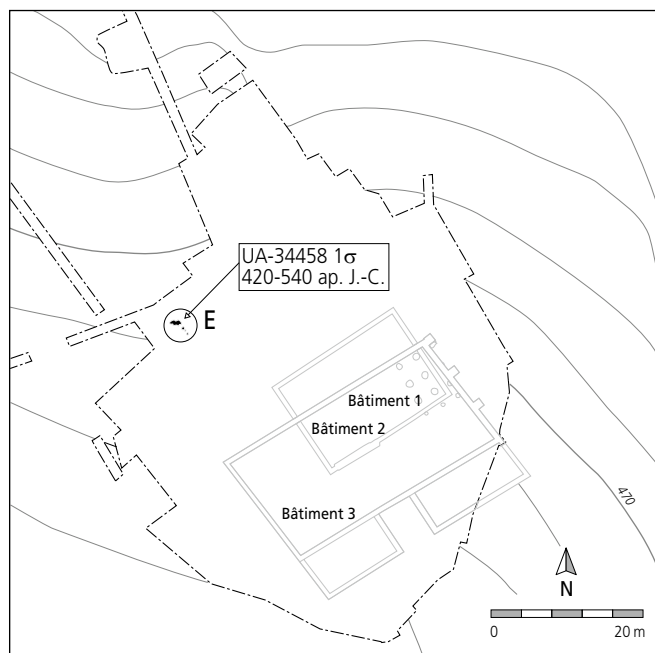 UA-34458 1σ
420-540 ap. J.-C.
E
Bâtiment 1
Bâtiment 2
Bâtiment 3
470
N
0 20 m